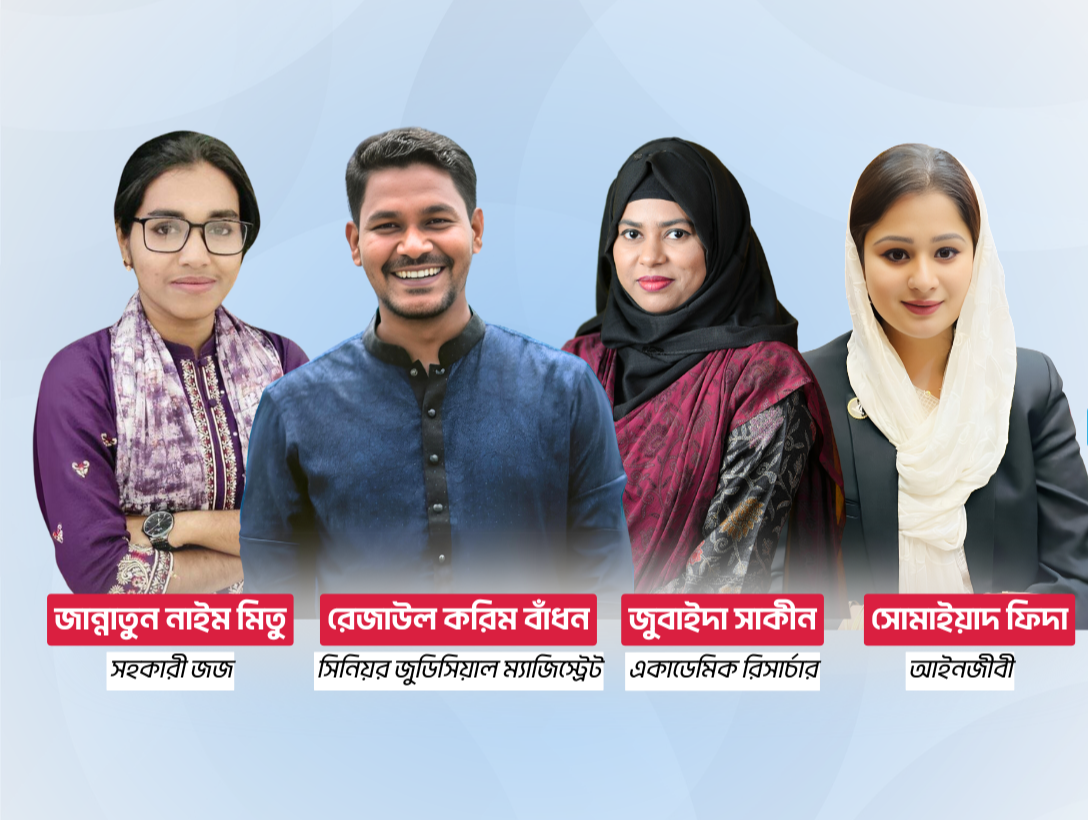 জান্নাতুন নাইম মিতু
সহকারী জজ
রেজাউল করিম বাঁধন
সিনিয়র জুডিসিয়াল ম্যাজিস্ট্রেট
জুবাইদা সাকীন
একাডেমিক রিসার্চার
সোমাইয়াদ ফিদা
আইনজীবী